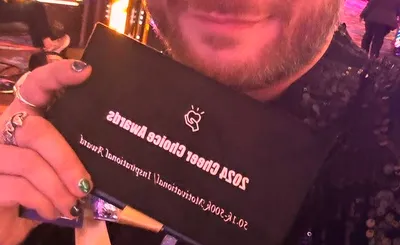 2024 Cheer Choice Awards
50.1k-500k Motivational/ Inspirational Award